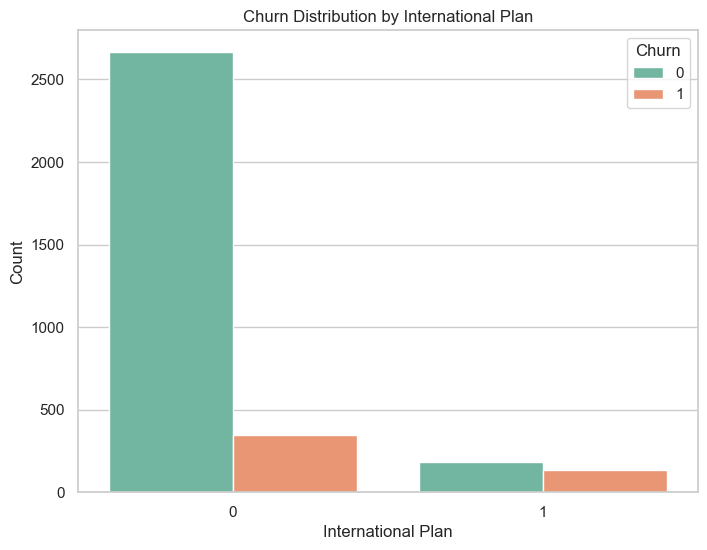 Churn Distribution by International Plan
Churn
0
1
2500
2000
1500
1000
500
0
Count
0 1
International Plan